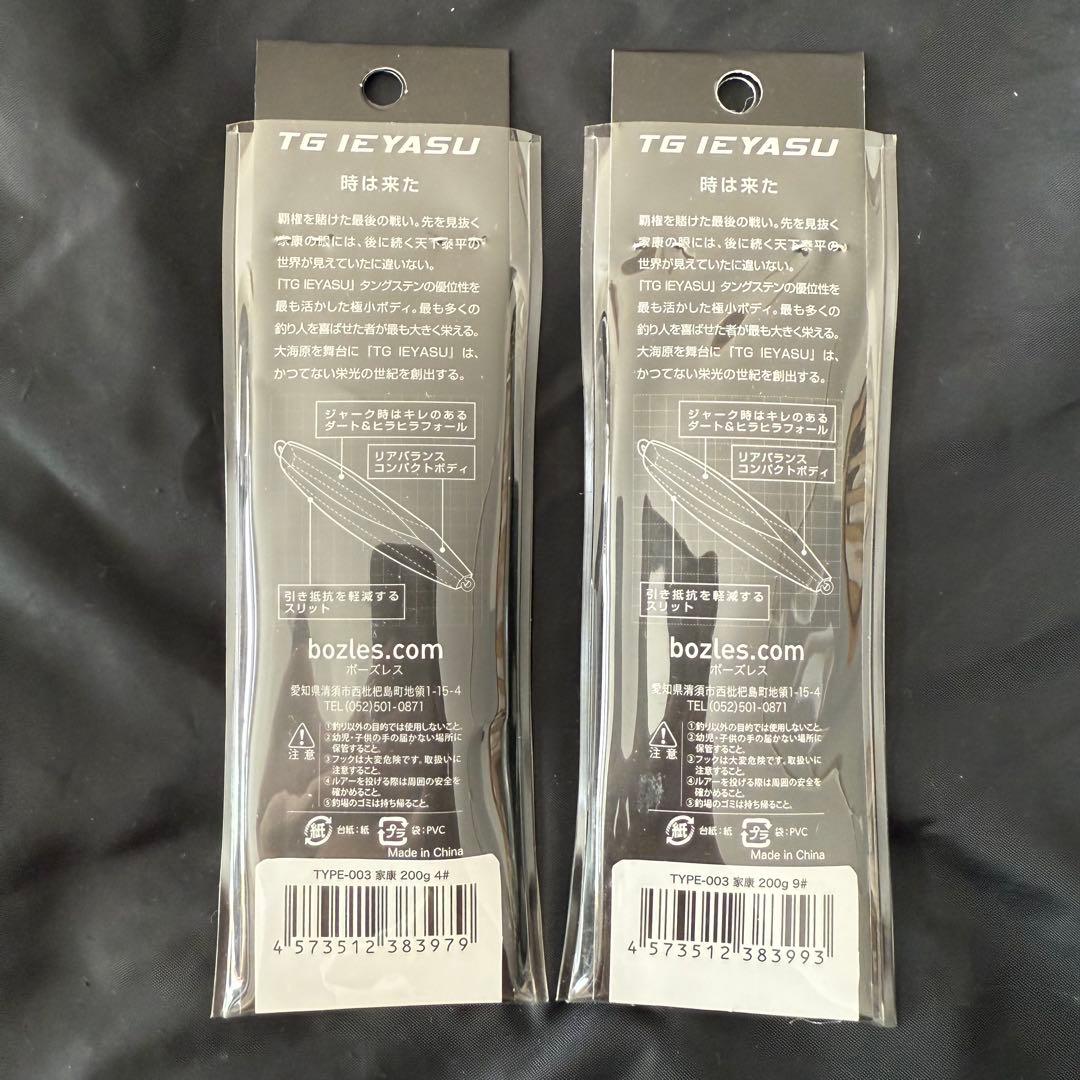 TG IEYASU
時は来た
覇権を賭けた最後の戦い。先を見抜く
家康の眼には、後に続く天下泰平の
世界が見えていたに違いない。
「TG IEYASU」タングステンの優位性を
最も活かした極小ボディ。最も多くの
釣り人を喜ばせた者が最も大きく栄える。
大海原を舞台に「TG IEYASU」は、
かつてない栄光の世紀を創出する。
ジャーク時はキレのある
ダート&ヒラヒラフォール
リアバランス
コンパクトボディ
引き抵抗を軽減する
スリット
bozles.com
ボーズレス
愛知県清須市西枇杷島町地領1-15-4
TEL(052)501-0871
注意
①釣り以外の目的では使用しないこと。
②幼児・子供の手の届かない場所に
保管すること。
③フックは大変危険です。取扱いに
注意すること。
④ルアーを投げる際は周囲の安全を
確かめること。
⑤釣場のゴミは持ち帰ること。
紙 台紙:紙 プラ 袋:PVC
Made in China
TYPE-003 家康 200g 4#
4 573512 383979
TG IEYASU
時は来た
覇権を賭けた最後の戦い。先を見抜く
家康の眼には、後に続く天下泰平の
世界が見えていたに違いない。
「TG IEYASU」タングステンの優位性を
最も活かした極小ボディ。最も多くの
釣り人を喜ばせた者が最も大きく栄える。
大海原を舞台に「TG IEYASU」は、
かつてない栄光の世紀を創出する。
ジャーク時はキレのある
ダート&ヒラヒラフォール
リアバランス
コンパクトボディ
引き抵抗を軽減する
スリット
bozles.com
ボーズレス
愛知県清須市西枇杷島町地領1-15-4
TEL(052)501-0871
注意
①釣り以外の目的では使用しないこと。
②幼児・子供の手の届かない場所に
保管すること。
③フックは大変危険です。取扱いに
注意すること。
④ルアーを投げる際は周囲の安全を
確かめること。
⑤釣場のゴミは持ち帰ること。
紙 台紙:紙 プラ 袋:PVC
Made in China
TYPE-003 家康 200g 9#
4 573512 383993